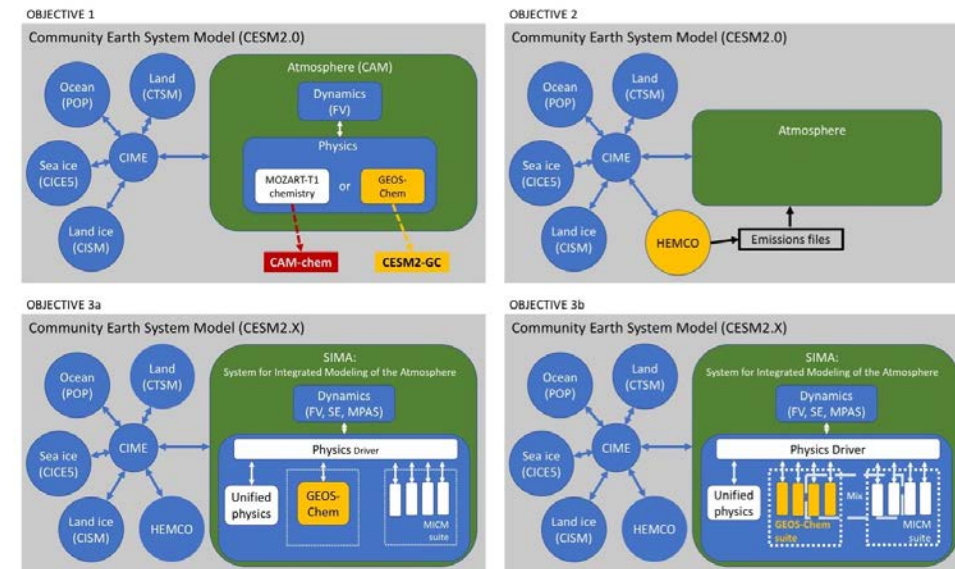 OBJECTIVE 1
Community Earth System Model (CESM2.0)
Ocean
(POP)
Land
(CTSM)
Sea ice
(CICE5)
CIME
Land ice
(CISM)
Atmosphere (CAM)
Dynamics
(FV)
Physics
MOZART-T1
chemistry
or
GEOS-
Chem
CAM-chem
CESM2-GC
OBJECTIVE 2
Community Earth System Model (CESM2.0)
Ocean
(POP)
Land
(CTSM)
Sea ice
(CICE5)
CIME
Land ice
(CISM)
Atmosphere
HEMCO
Emissions files
OBJECTIVE 3a
Community Earth System Model (CESM2.X)
Ocean
(POP)
Land
(CTSM)
Sea ice
(CICE5)
CIME
Land ice
(CISM)
HEMCO
SIMA:
System for Integrated Modeling of the Atmosphere
Dynamics
(FV, SE, MPAS)
Physics Driver
Unified
physics
GEOS-
Chem
MICM
suite
OBJECTIVE 3b
Community Earth System Model (CESM2.X)
Ocean
(POP)
Land
(CTSM)
Sea ice
(CICE5)
CIME
Land ice
(CISM)
HEMCO
SIMA:
System for Integrated Modeling of the Atmosphere
Dynamics
(FV, SE, MPAS)
Physics Driver
Unified
physics
Mix
GEOS-Chem
suite
MICM
suite